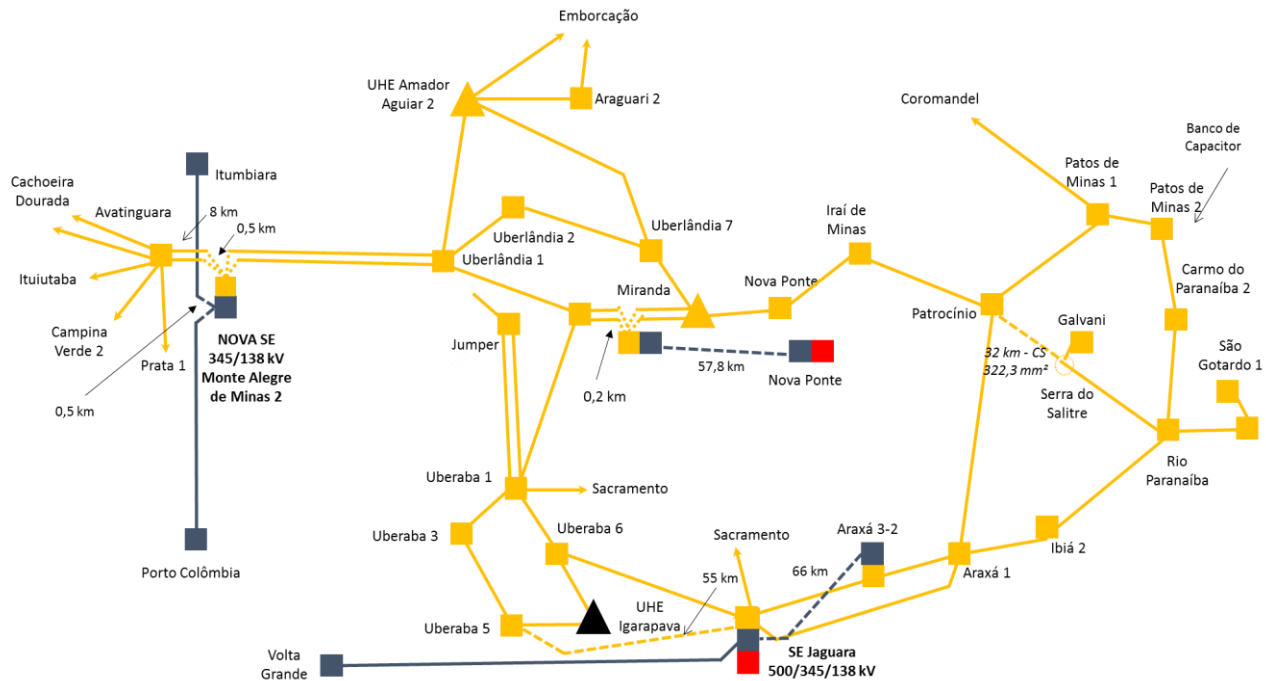 Emborcação
UHE Amador
Aguiar 2
Araguari 2
Coromandel
Banco de
Capacitor
Patos de
Minas 1
Patos de
Minas 2
Itumbiara
Cachoeira
Dourada
Avatinguara
8 km
0,5 km
Uberlândia 2
Uberlândia 1
Uberlândia 7
Iraí de
Minas
Ituiutaba
Miranda
Nova Ponte
Carmo do
Paranaíba 2
Patrocínio
Galvani
Campina
Verde 2
Prata 1
NOVA SE
345/138 kV
Monte Alegre
de Minas 2
Jumper
0,5 km
0,2 km
57,8 km
Nova Ponte
32 km - CS
322,3 mm²
Serra do
Salitre
São
Gotardo 1
Rio
Paranaíba
Uberaba 1
Sacramento
Uberaba 3
Uberaba 6
Sacramento
Araxá 3-2
Porto Colômbia
55 km
66 km
Araxá 1
Ibiá 2
Uberaba 5
UHE
Igarapava
Volta
Grande
SE Jaguara
500/345/138 kV